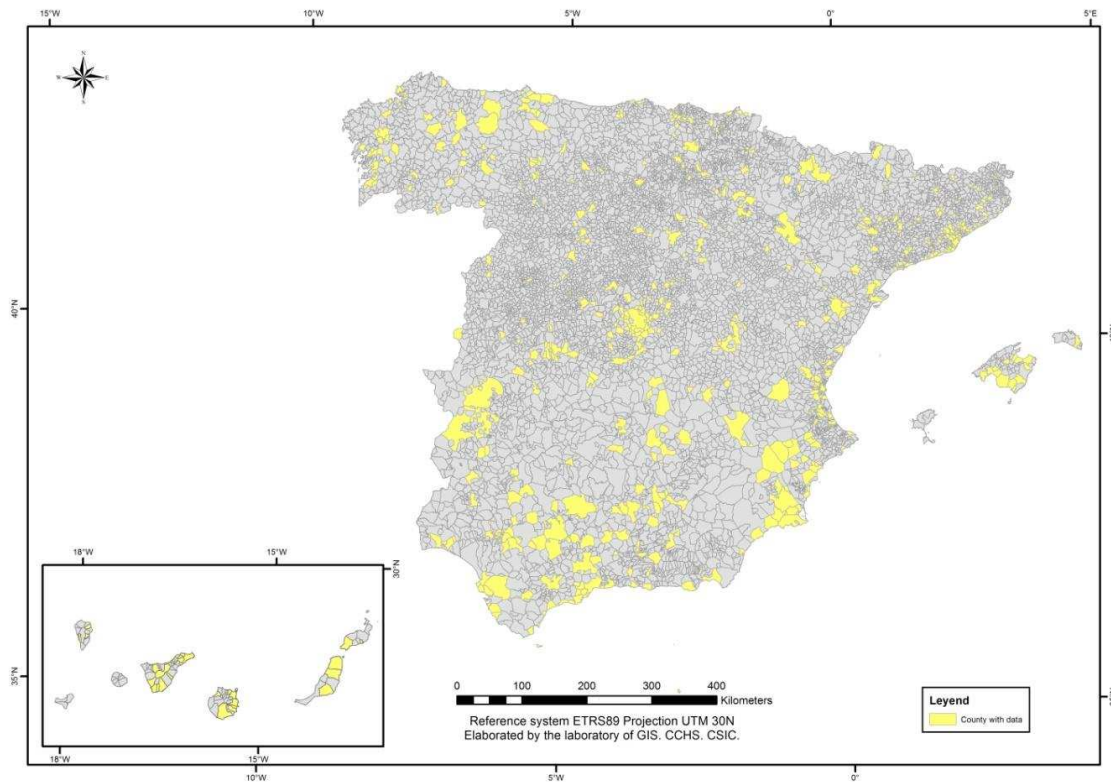 15°W 10°W 5°W 0° 5°E
N
W E
S
40°N
18°W 15°W
30°N
35°N
0 100 200 300 400
Kilometers
Reference system ETRS89 Projection UTM 30N
Elaborated by the laboratory of GIS. CCHS. CSIC.
Leyend
County with data
18°W 15°W
10°W 5°W 0°